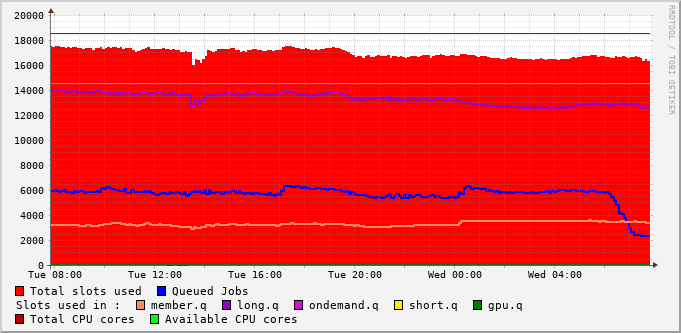 20000
18000
16000
14000
12000
10000
8000
6000
4000
2000
0
Tue 08:00 Tue 12:00 Tue 16:00 Tue 20:00 Wed 00:00 Wed 04:00
Total slots used Queued Jobs
Slots used in : member.q long.q ondemand.q short.q gpu.q
Total CPU cores Available CPU cores
RRDTOOL / TOBI OETIKER